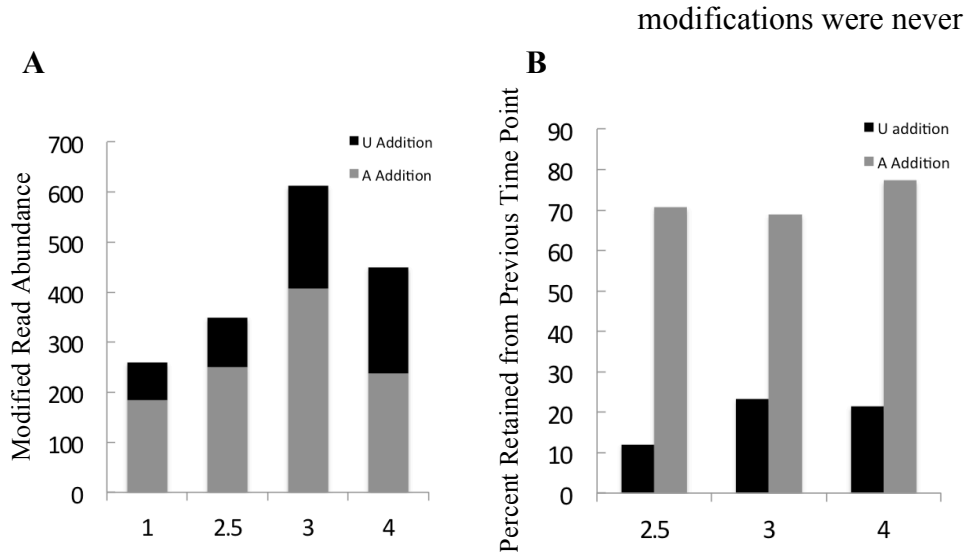 modifications were never
A
Modified Read Abundance
700
600
500
400
300
200
100
0
U Addition
A Addition
1 2.5 3 4
B
Percent Retained from Previous Time Point
90
80
70
60
50
40
30
20
10
0
U addition
A Addition
2.5 3 4